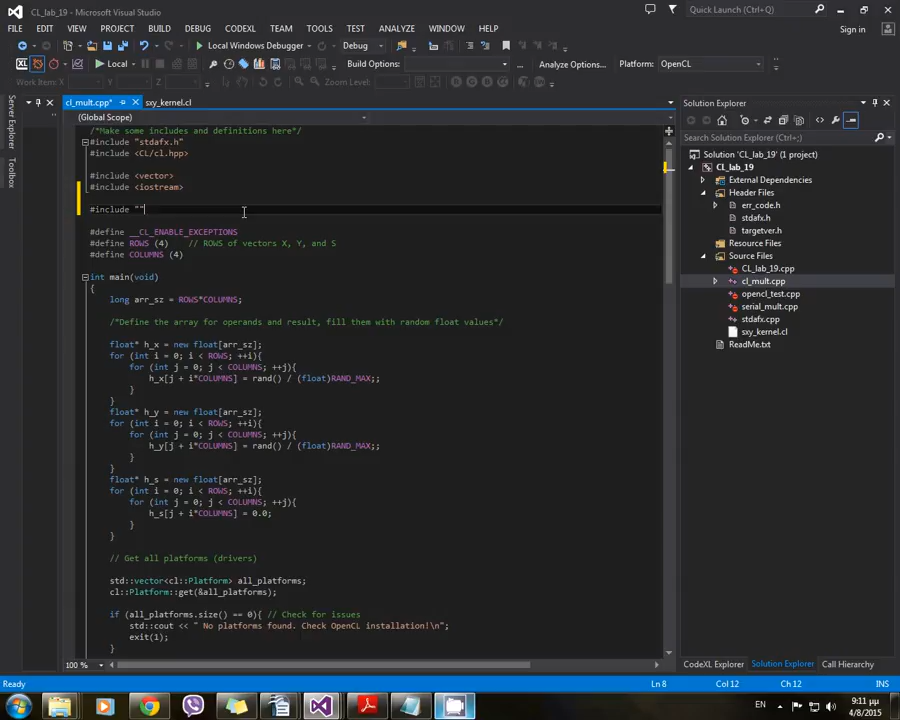 CL_lab_19 - Microsoft Visual Studio
Quick Launch (Ctrl+Q)
FILE EDIT VIEW PROJECT BUILD DEBUG CODEXL TEAM TOOLS TEST ANALYZE WINDOW HELP
Sign in
Local Windows Debugger Debug
XL Local Build Options: ... Analyze Options... Platform: OpenCL
Work Item: Zoom Level:
Server Explorer
Toolbox
cl_mult.cpp* sxy_kernel.cl
(Global Scope)
/*Make some includes and definitions here*/
#include "stdafx.h"
#include <CL/cl.hpp>
#include <vector>
#include <iostream>
#include ""
#define __CL_ENABLE_EXCEPTIONS
#define ROWS (4) // ROWS of vectors X, Y, and S
#define COLUMNS (4)
int main(void)
{
long arr_sz = ROWS*COLUMNS;
/*Define the array for operands and result, fill them with random float values*/
float* h_x = new float[arr_sz];
for (int i = 0; i < ROWS; ++i){
for (int j = 0; j < COLUMNS; ++j){
h_x[j + i*COLUMNS] = rand() / (float)RAND_MAX;;
}
}
float* h_y = new float[arr_sz];
for (int i = 0; i < ROWS; ++i){
for (int j = 0; j < COLUMNS; ++j){
h_y[j + i*COLUMNS] = rand() / (float)RAND_MAX;;
}
}
float* h_s = new float[arr_sz];
for (int i = 0; i < ROWS; ++i){
for (int j = 0; j < COLUMNS; ++j){
h_s[j + i*COLUMNS] = 0.0;
}
}
// Get all platforms (drivers)
std::vector<cl::Platform> all_platforms;
cl::Platform::get(&all_platforms);
if (all_platforms.size() == 0){ // Check for issues
std::cout << " No platforms found. Check OpenCL installation!\n";
exit(1);
}
100 %
Solution Explorer
Search Solution Explorer (Ctrl+;)
Solution 'CL_lab_19' (1 project)
CL_lab_19
External Dependencies
Header Files
err_code.h
stdafx.h
targetver.h
Resource Files
Source Files
CL_lab_19.cpp
cl_mult.cpp
opencl_test.cpp
serial_mult.cpp
stdafx.cpp
sxy_kernel.cl
ReadMe.txt
CodeXL Explorer Solution Explorer Call Hierarchy
Ready Ln 8 Col 12 Ch 12 INS
EN 9:11 μμ
4/8/2015